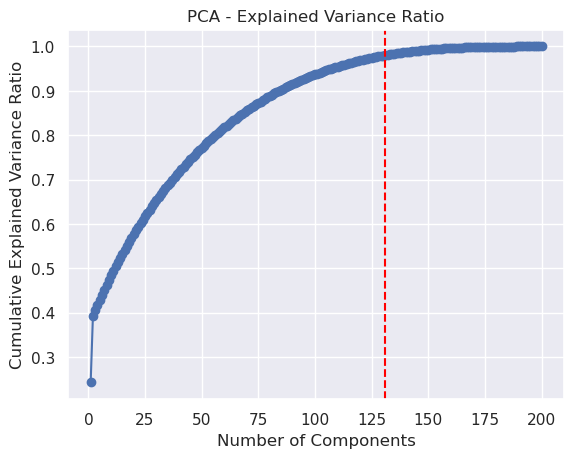 PCA - Explained Variance Ratio
Cumulative Explained Variance Ratio
1.0
0.9
0.8
0.7
0.6
0.5
0.4
0.3
0 25 50 75 100 125 150 175 200
Number of Components